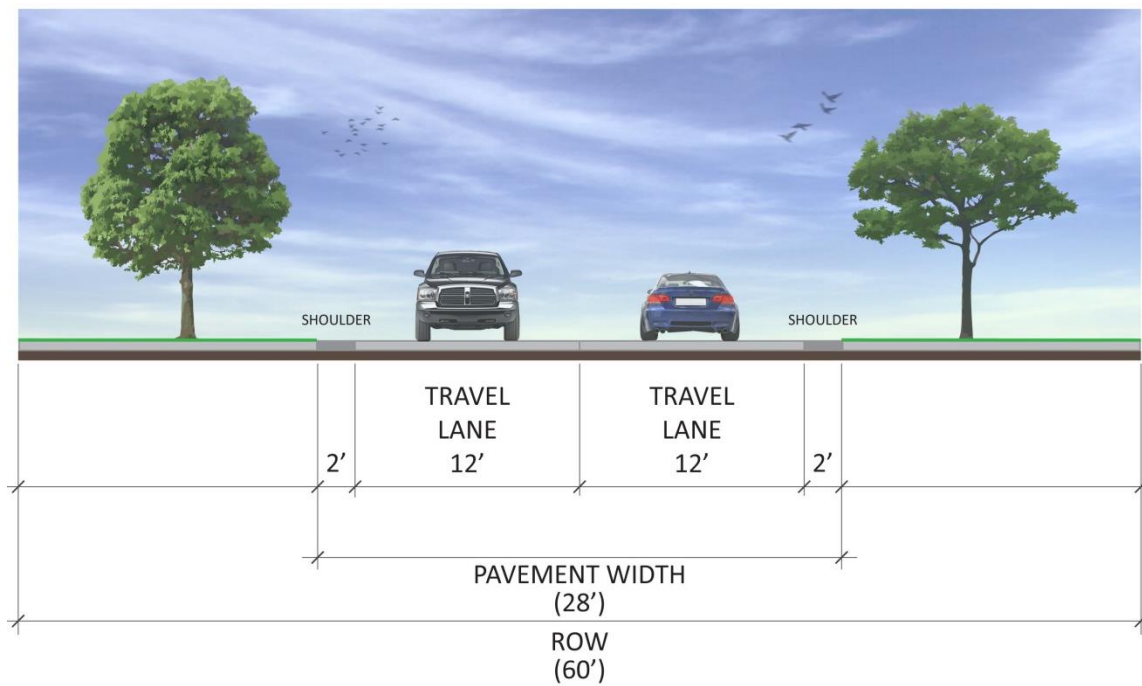 SHOULDER
SHOULDER
TRAVEL
LANE
12’
TRAVEL
LANE
12’
2’
2’
PAVEMENT WIDTH
(28’)
ROW
(60’)